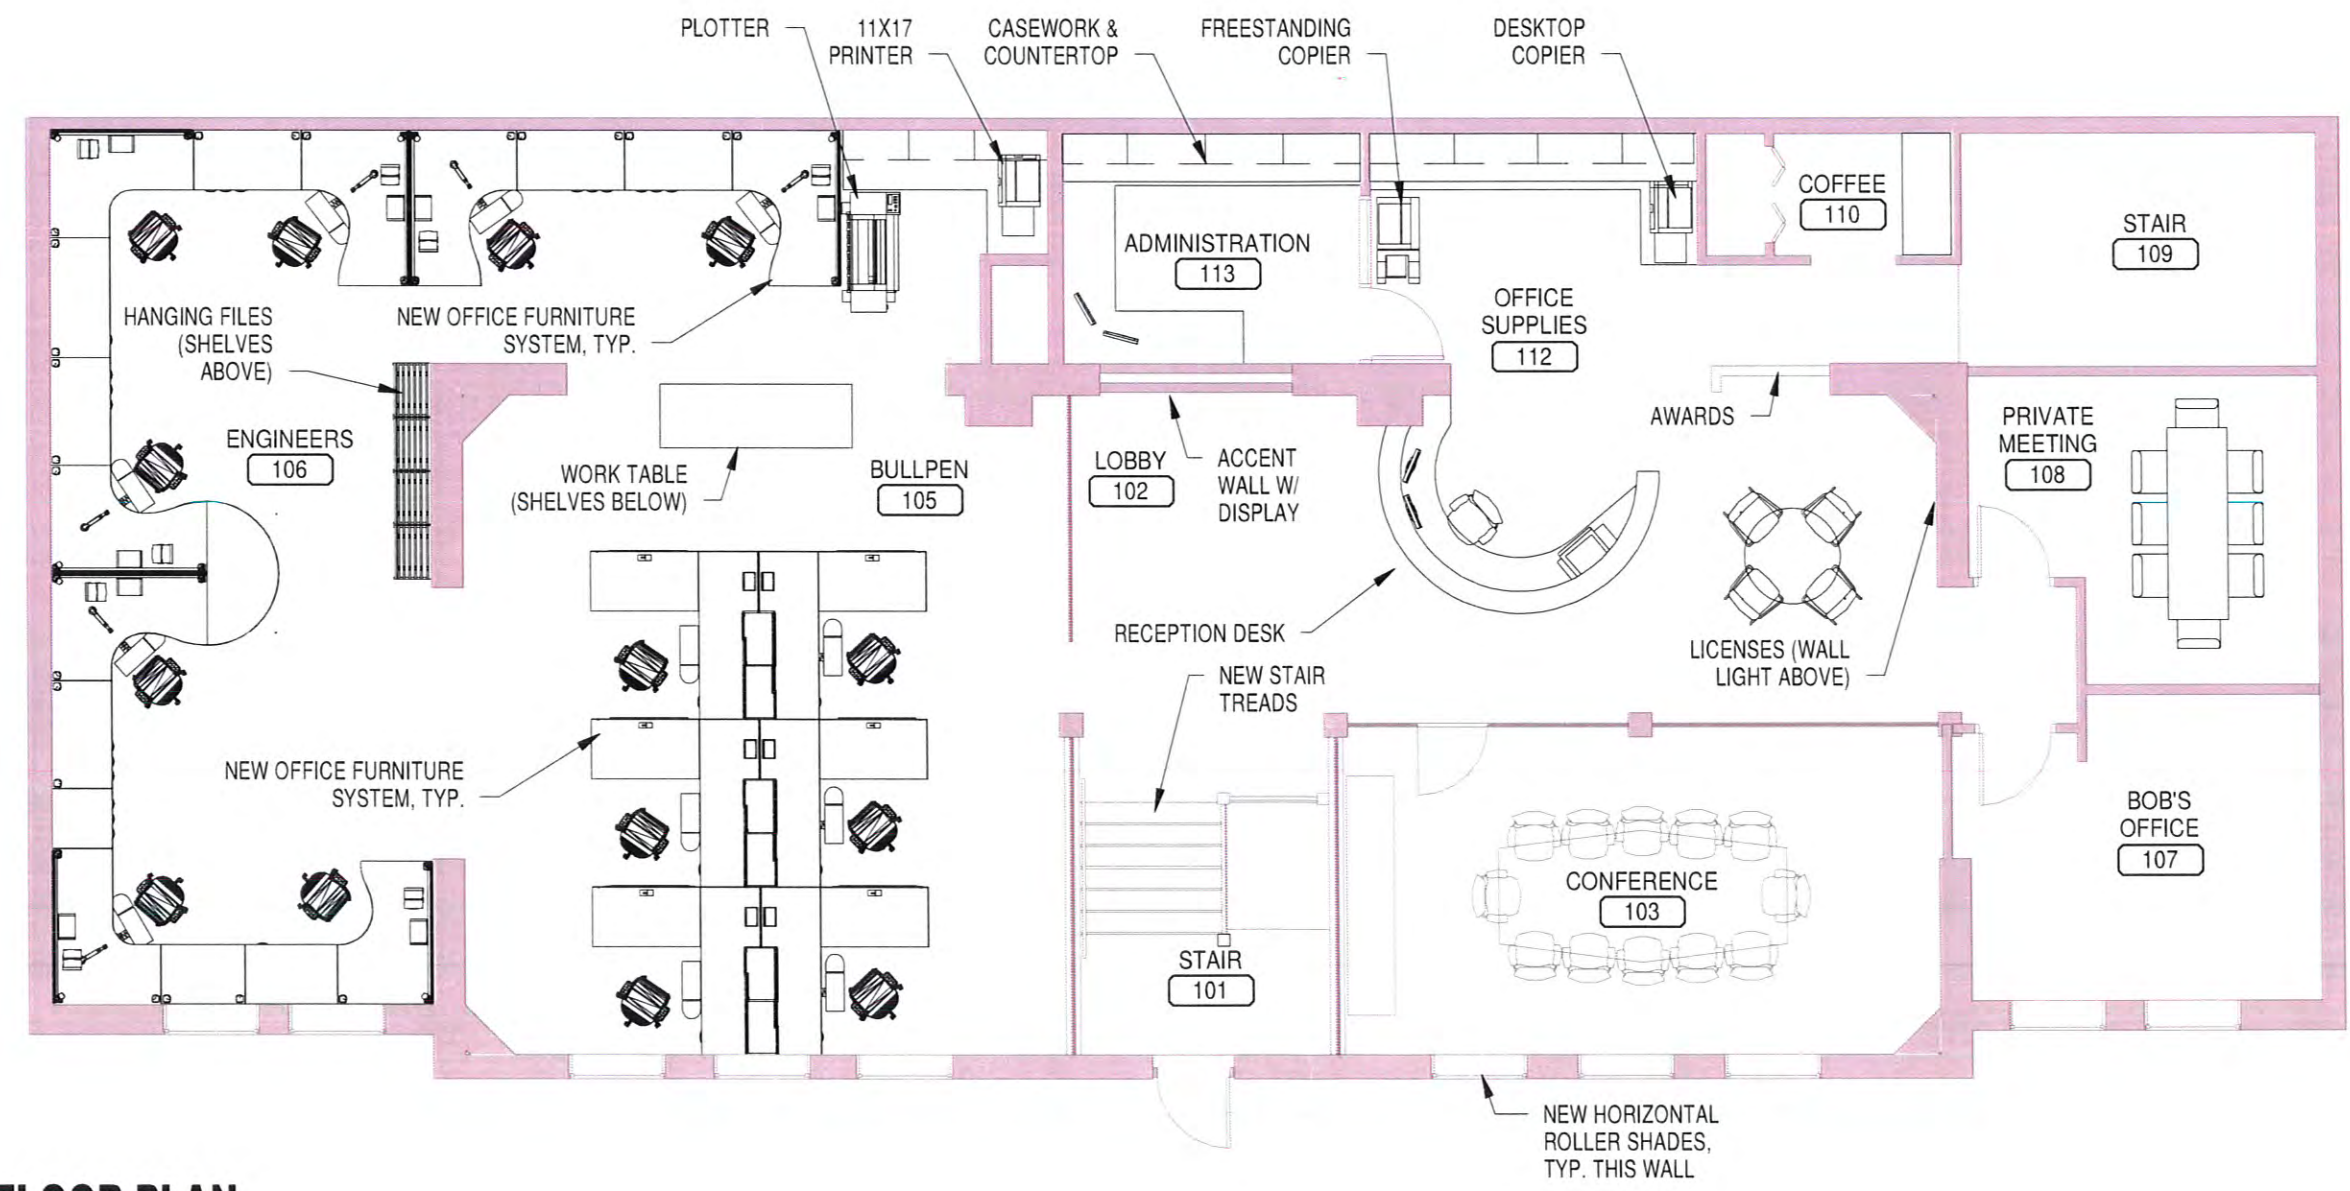 PLOTTER
11X17
PRINTER
CASEWORK &
COUNTERTOP
FREESTANDING
COPIER
DESKTOP
COPIER
COFFEE
110
STAIR
109
ADMINISTRATION
113
OFFICE
SUPPLIES
112
HANGING FILES
(SHELVES
ABOVE)
NEW OFFICE FURNITURE
SYSTEM, TYP.
ENGINEERS
106
WORK TABLE
(SHELVES BELOW)
BULLPEN
105
LOBBY
102
ACCENT
WALL W/
DISPLAY
AWARDS
PRIVATE
MEETING
108
RECEPTION DESK
NEW STAIR
TREADS
LICENSES (WALL
LIGHT ABOVE)
NEW OFFICE FURNITURE
SYSTEM, TYP.
BOB'S
OFFICE
107
CONFERENCE
103
STAIR
101
NEW HORIZONTAL
ROLLER SHADES,
TYP. THIS WALL
FLOOR PLAN